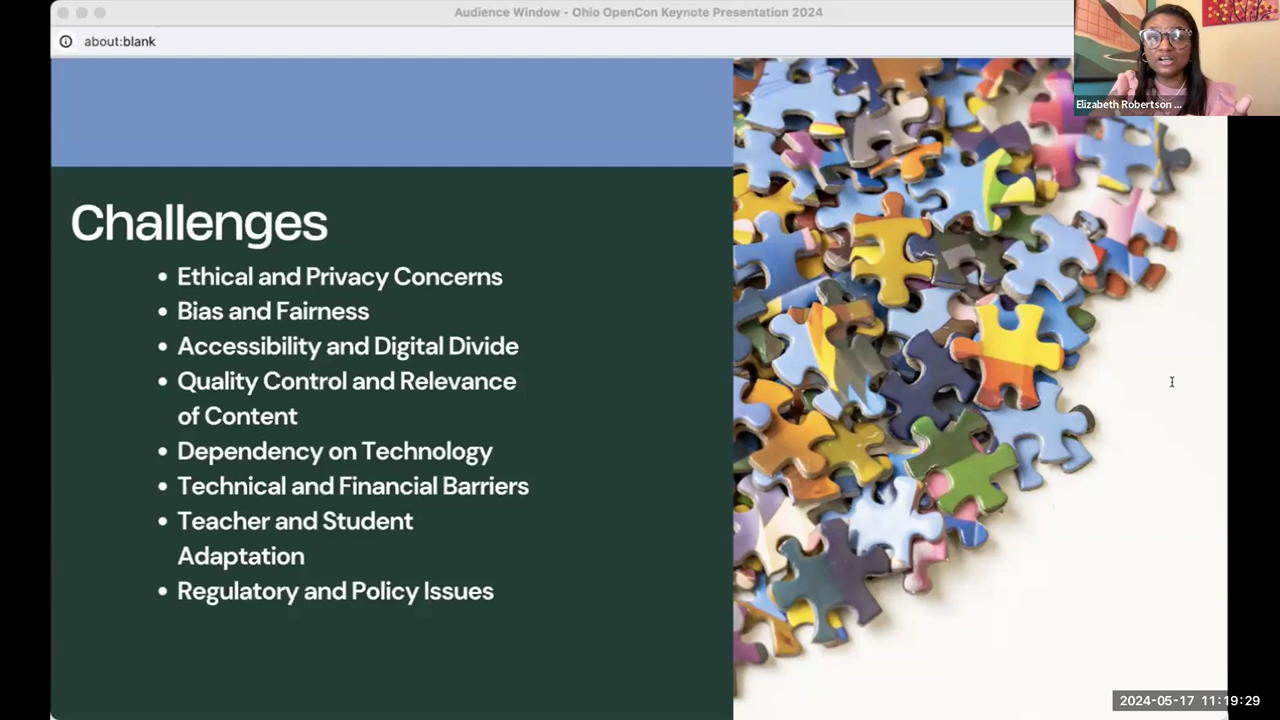 Audience Window - Ohio OpenCon Keynote Presentation 2024
about:blank
Elizabeth Robertson ...
Challenges
• Ethical and Privacy Concerns
• Bias and Fairness
• Accessibility and Digital Divide
• Quality Control and Relevance
of Content
• Dependency on Technology
• Technical and Financial Barriers
• Teacher and Student
Adaptation
• Regulatory and Policy Issues
2024-05-17 11:19:29